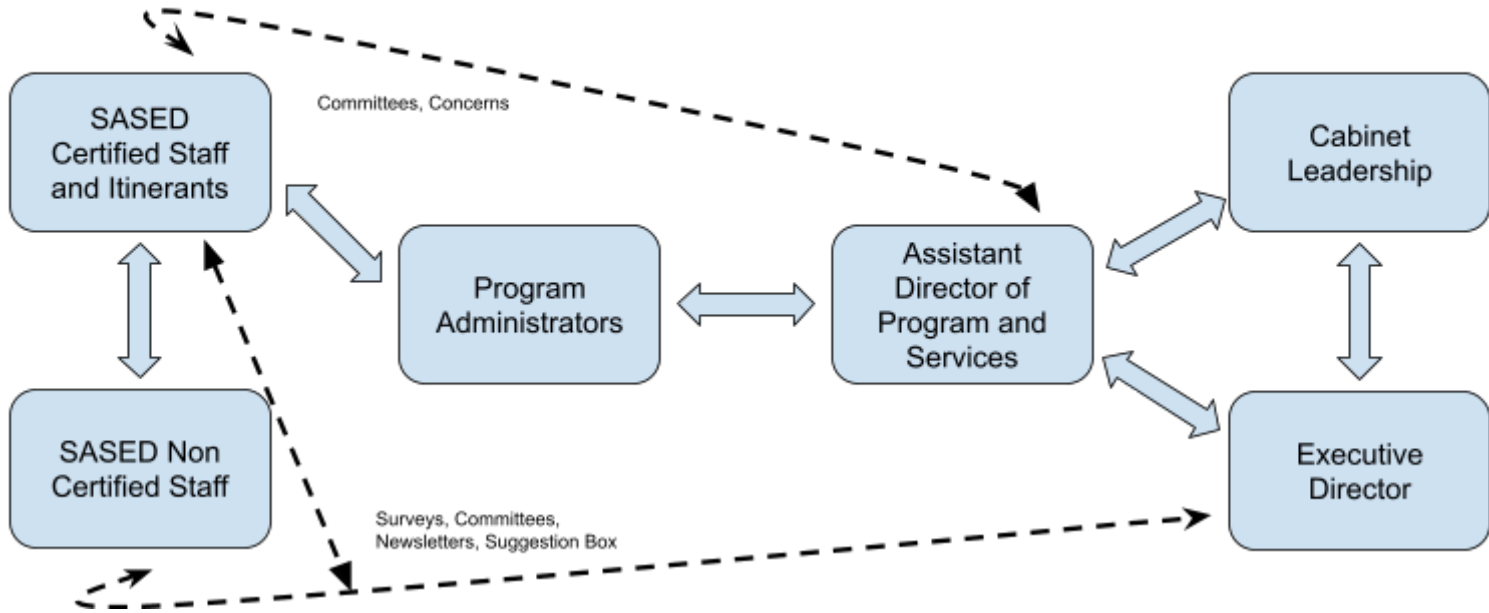 SASED
Certified Staff
and Itinerants
Committees, Concerns
Cabinet
Leadership
Program
Administrators
Assistant
Director of
Program and
Services
SASED Non
Certified Staff
Executive
Director
Surveys, Committees,
Newsletters, Suggestion Box